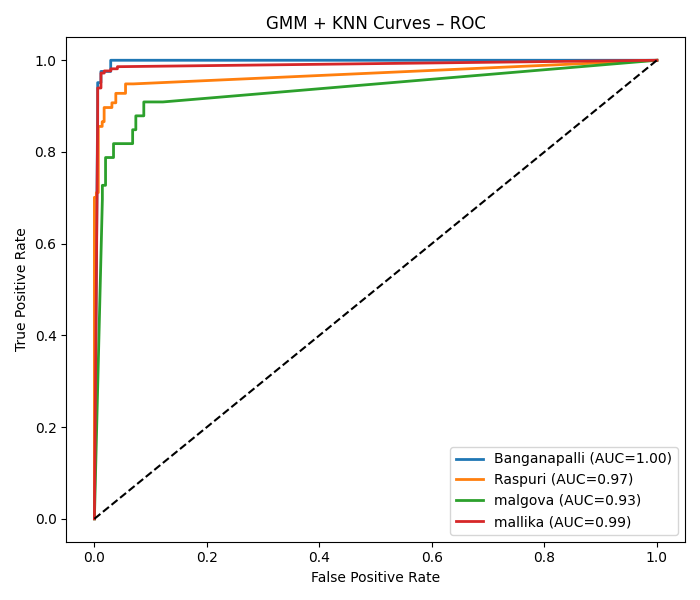 GMM + KNN Curves – ROC
True Positive Rate
1.0
0.8
0.6
0.4
0.2
0.0
0.0 0.2 0.4 0.6 0.8 1.0
False Positive Rate
Banganapalli (AUC=1.00)
Raspuri (AUC=0.97)
malgova (AUC=0.93)
mallika (AUC=0.99)